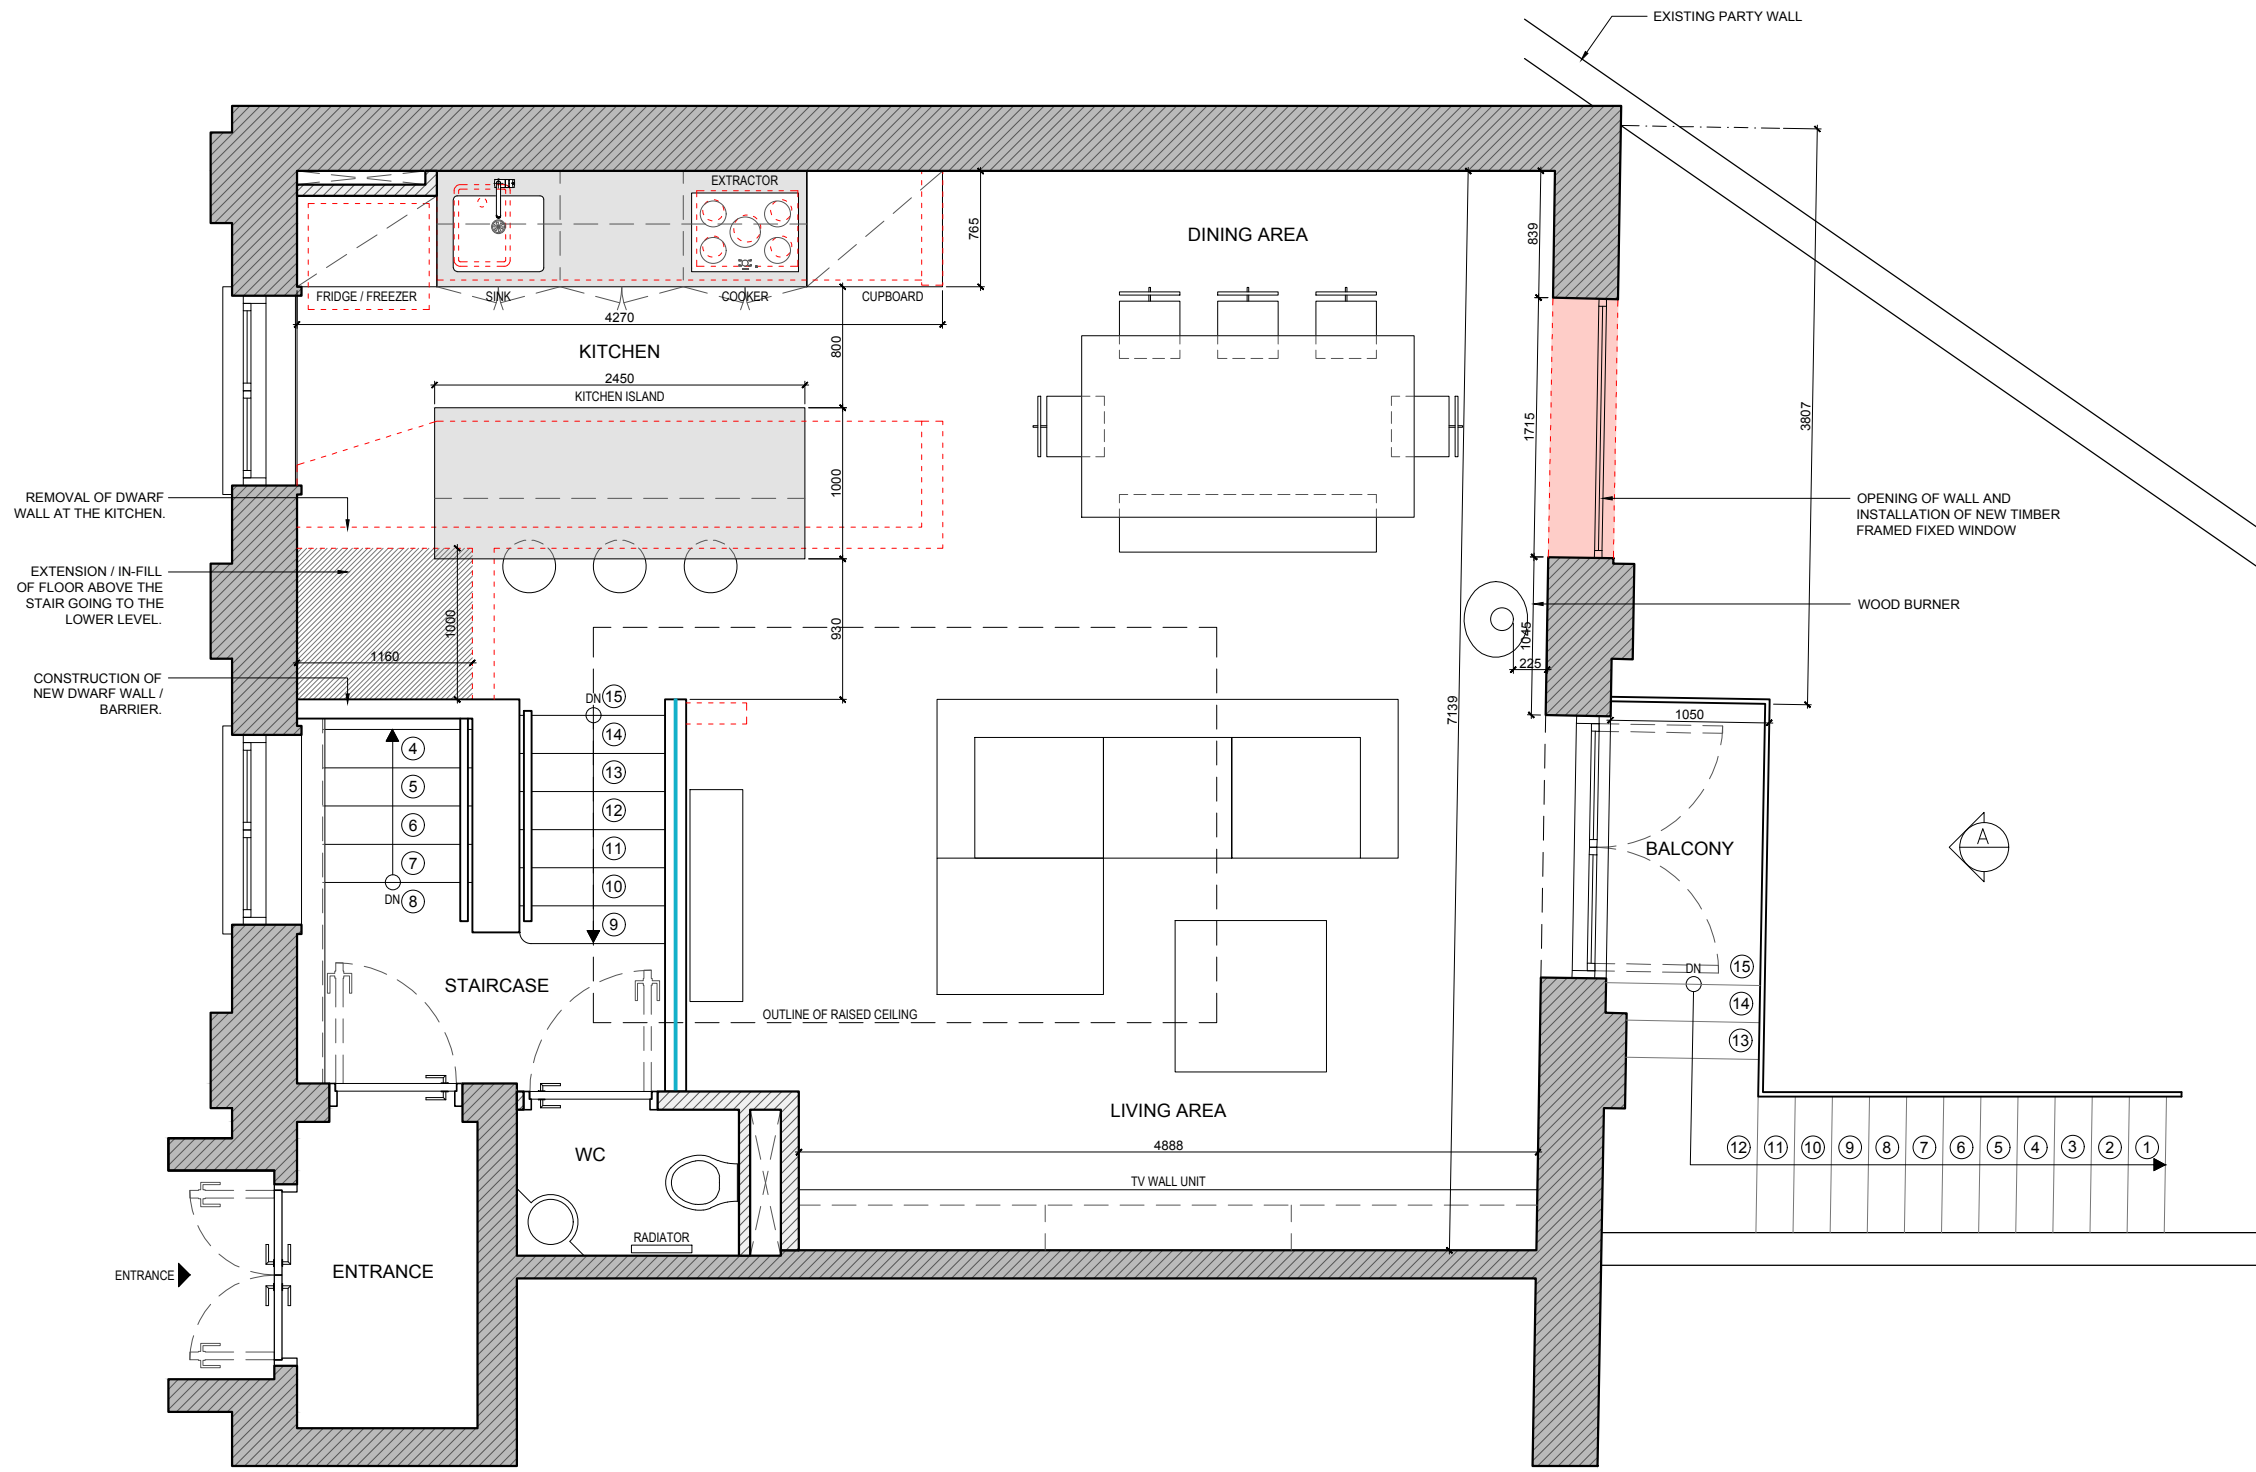 EXISTING PARTY WALL
EXTRACTOR
765
DINING AREA
839
FRIDGE / FREEZER
SINK
COOKER
CUPBOARD
4270
KITCHEN
800
2450
KITCHEN ISLAND
1000
1715
3807
REMOVAL OF DWARF
WALL AT THE KITCHEN.
OPENING OF WALL AND
INSTALLATION OF NEW TIMBER
FRAMED FIXED WINDOW
EXTENSION / IN-FILL
OF FLOOR ABOVE THE
STAIR GOING TO THE
LOWER LEVEL.
1000
930
1045
WOOD BURNER
1160
225
CONSTRUCTION OF
NEW DWARF WALL /
BARRIER.
DN
15
14
13
12
11
10
9
4
5
6
7
8
DN
7139
1050
BALCONY
A
STAIRCASE
OUTLINE OF RAISED CEILING
DN
15
14
13
LIVING AREA
4888
12
11
10
9
8
7
6
5
4
3
2
1
WC
TV WALL UNIT
RADIATOR
ENTRANCE
ENTRANCE